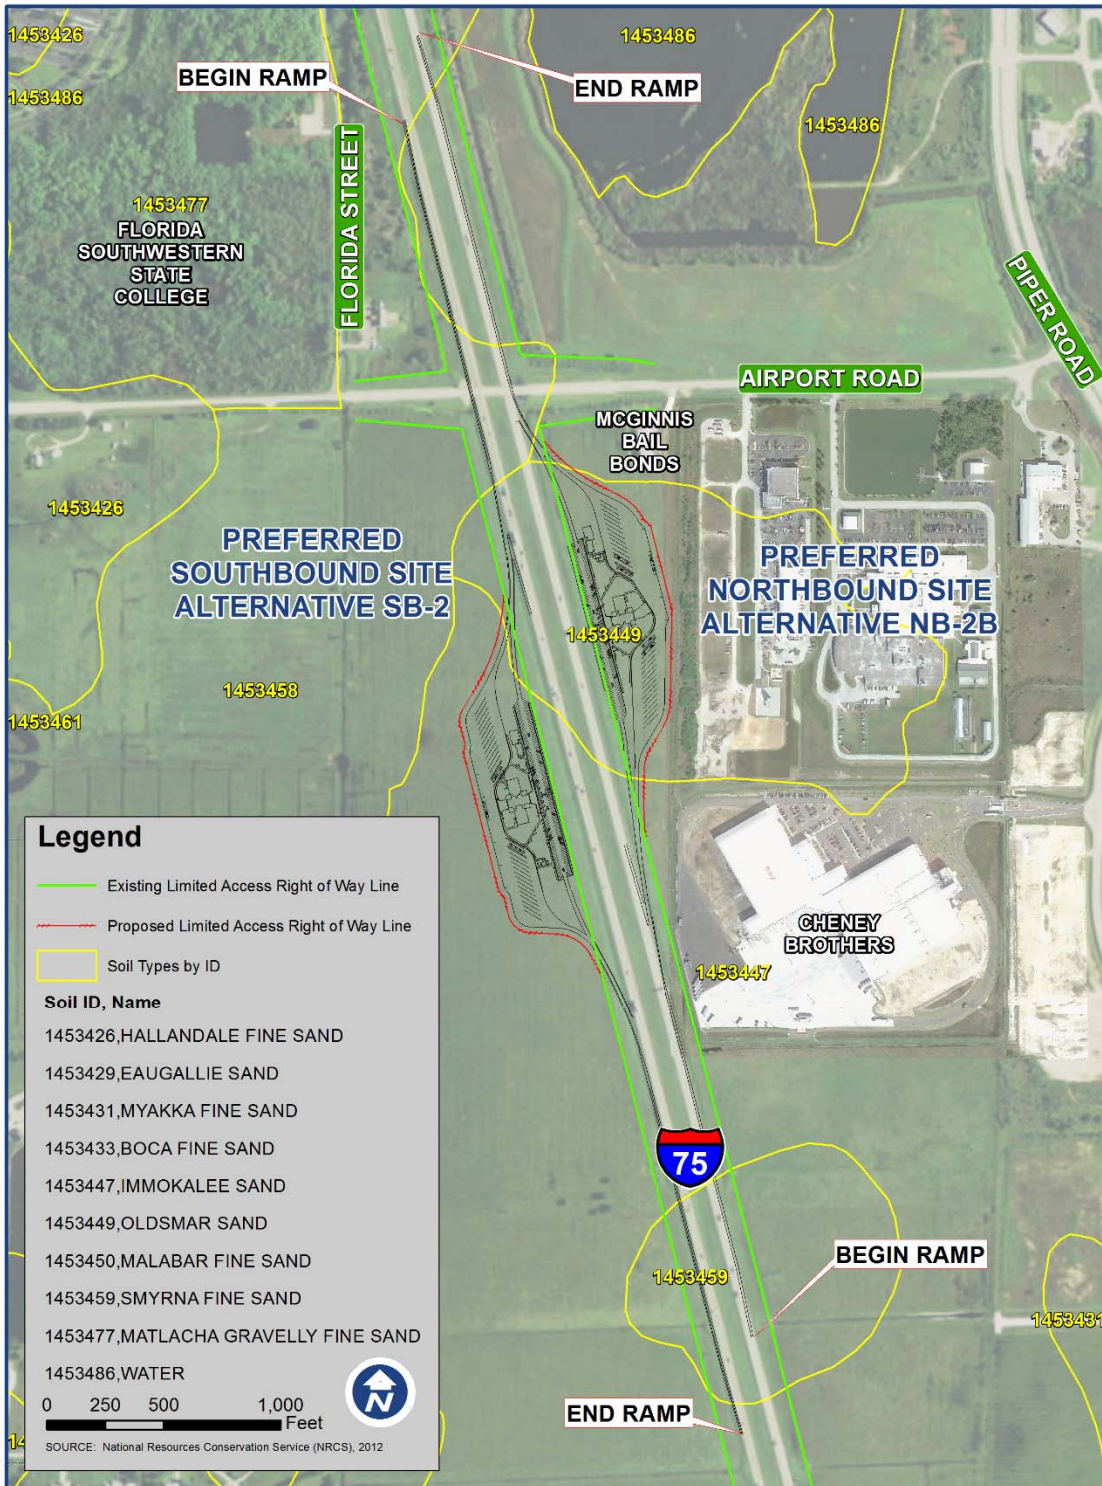 1453426
1453486
1453486
BEGIN RAMP
END RAMP
1453486
FLORIDA STREET
1453477
FLORIDA
SOUTHWESTERN
STATE
COLLEGE
PIPER ROAD
AIRPORT ROAD
MCGINNIS
BAIL
BONDS
1453426
PREFERRED
SOUTHBOUND SITE
ALTERNATIVE SB-2
PREFERRED
NORTHBOUND SITE
ALTERNATIVE NB-2B
1453449
1453458
1453461
CHENEY
BROTHERS
1453447
75
1453459
BEGIN RAMP
1453431
END RAMP
Legend
Existing Limited Access Right of Way Line
Proposed Limited Access Right of Way Line
Soil Types by ID
Soil ID, Name
1453426,HALLANDALE FINE SAND
1453429,EAUGALLIE SAND
1453431,MYAKKA FINE SAND
1453433,BOCA FINE SAND
1453447,IMMOKALEE SAND
1453449,OLDSMAR SAND
1453450,MALABAR FINE SAND
1453459,SMYRNA FINE SAND
1453477,MATLACHA GRAVELLY FINE SAND
1453486,WATER
N
0 250 500 1,000
Feet
SOURCE: National Resources Conservation Service (NRCS), 2012